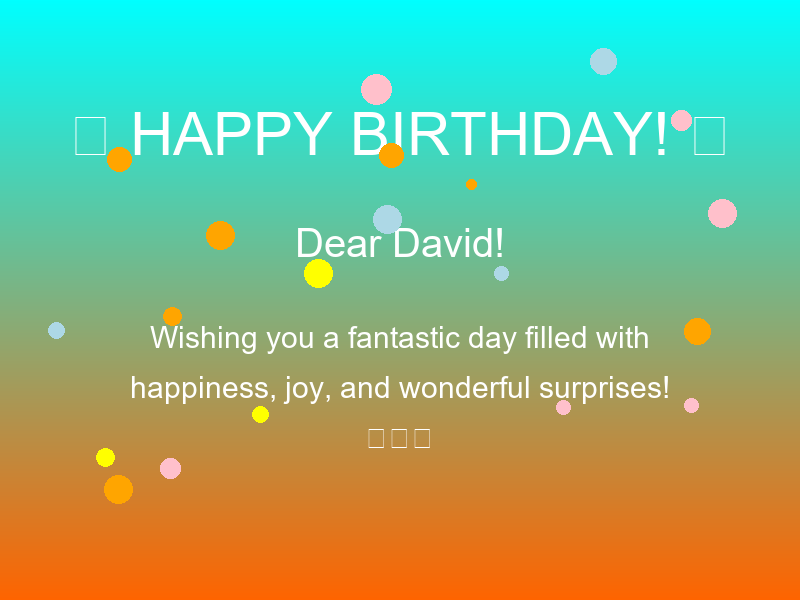 HAPPY BIRTHDAY!
Dear David!
Wishing you a fantastic day filled with
happiness, joy, and wonderful surprises!